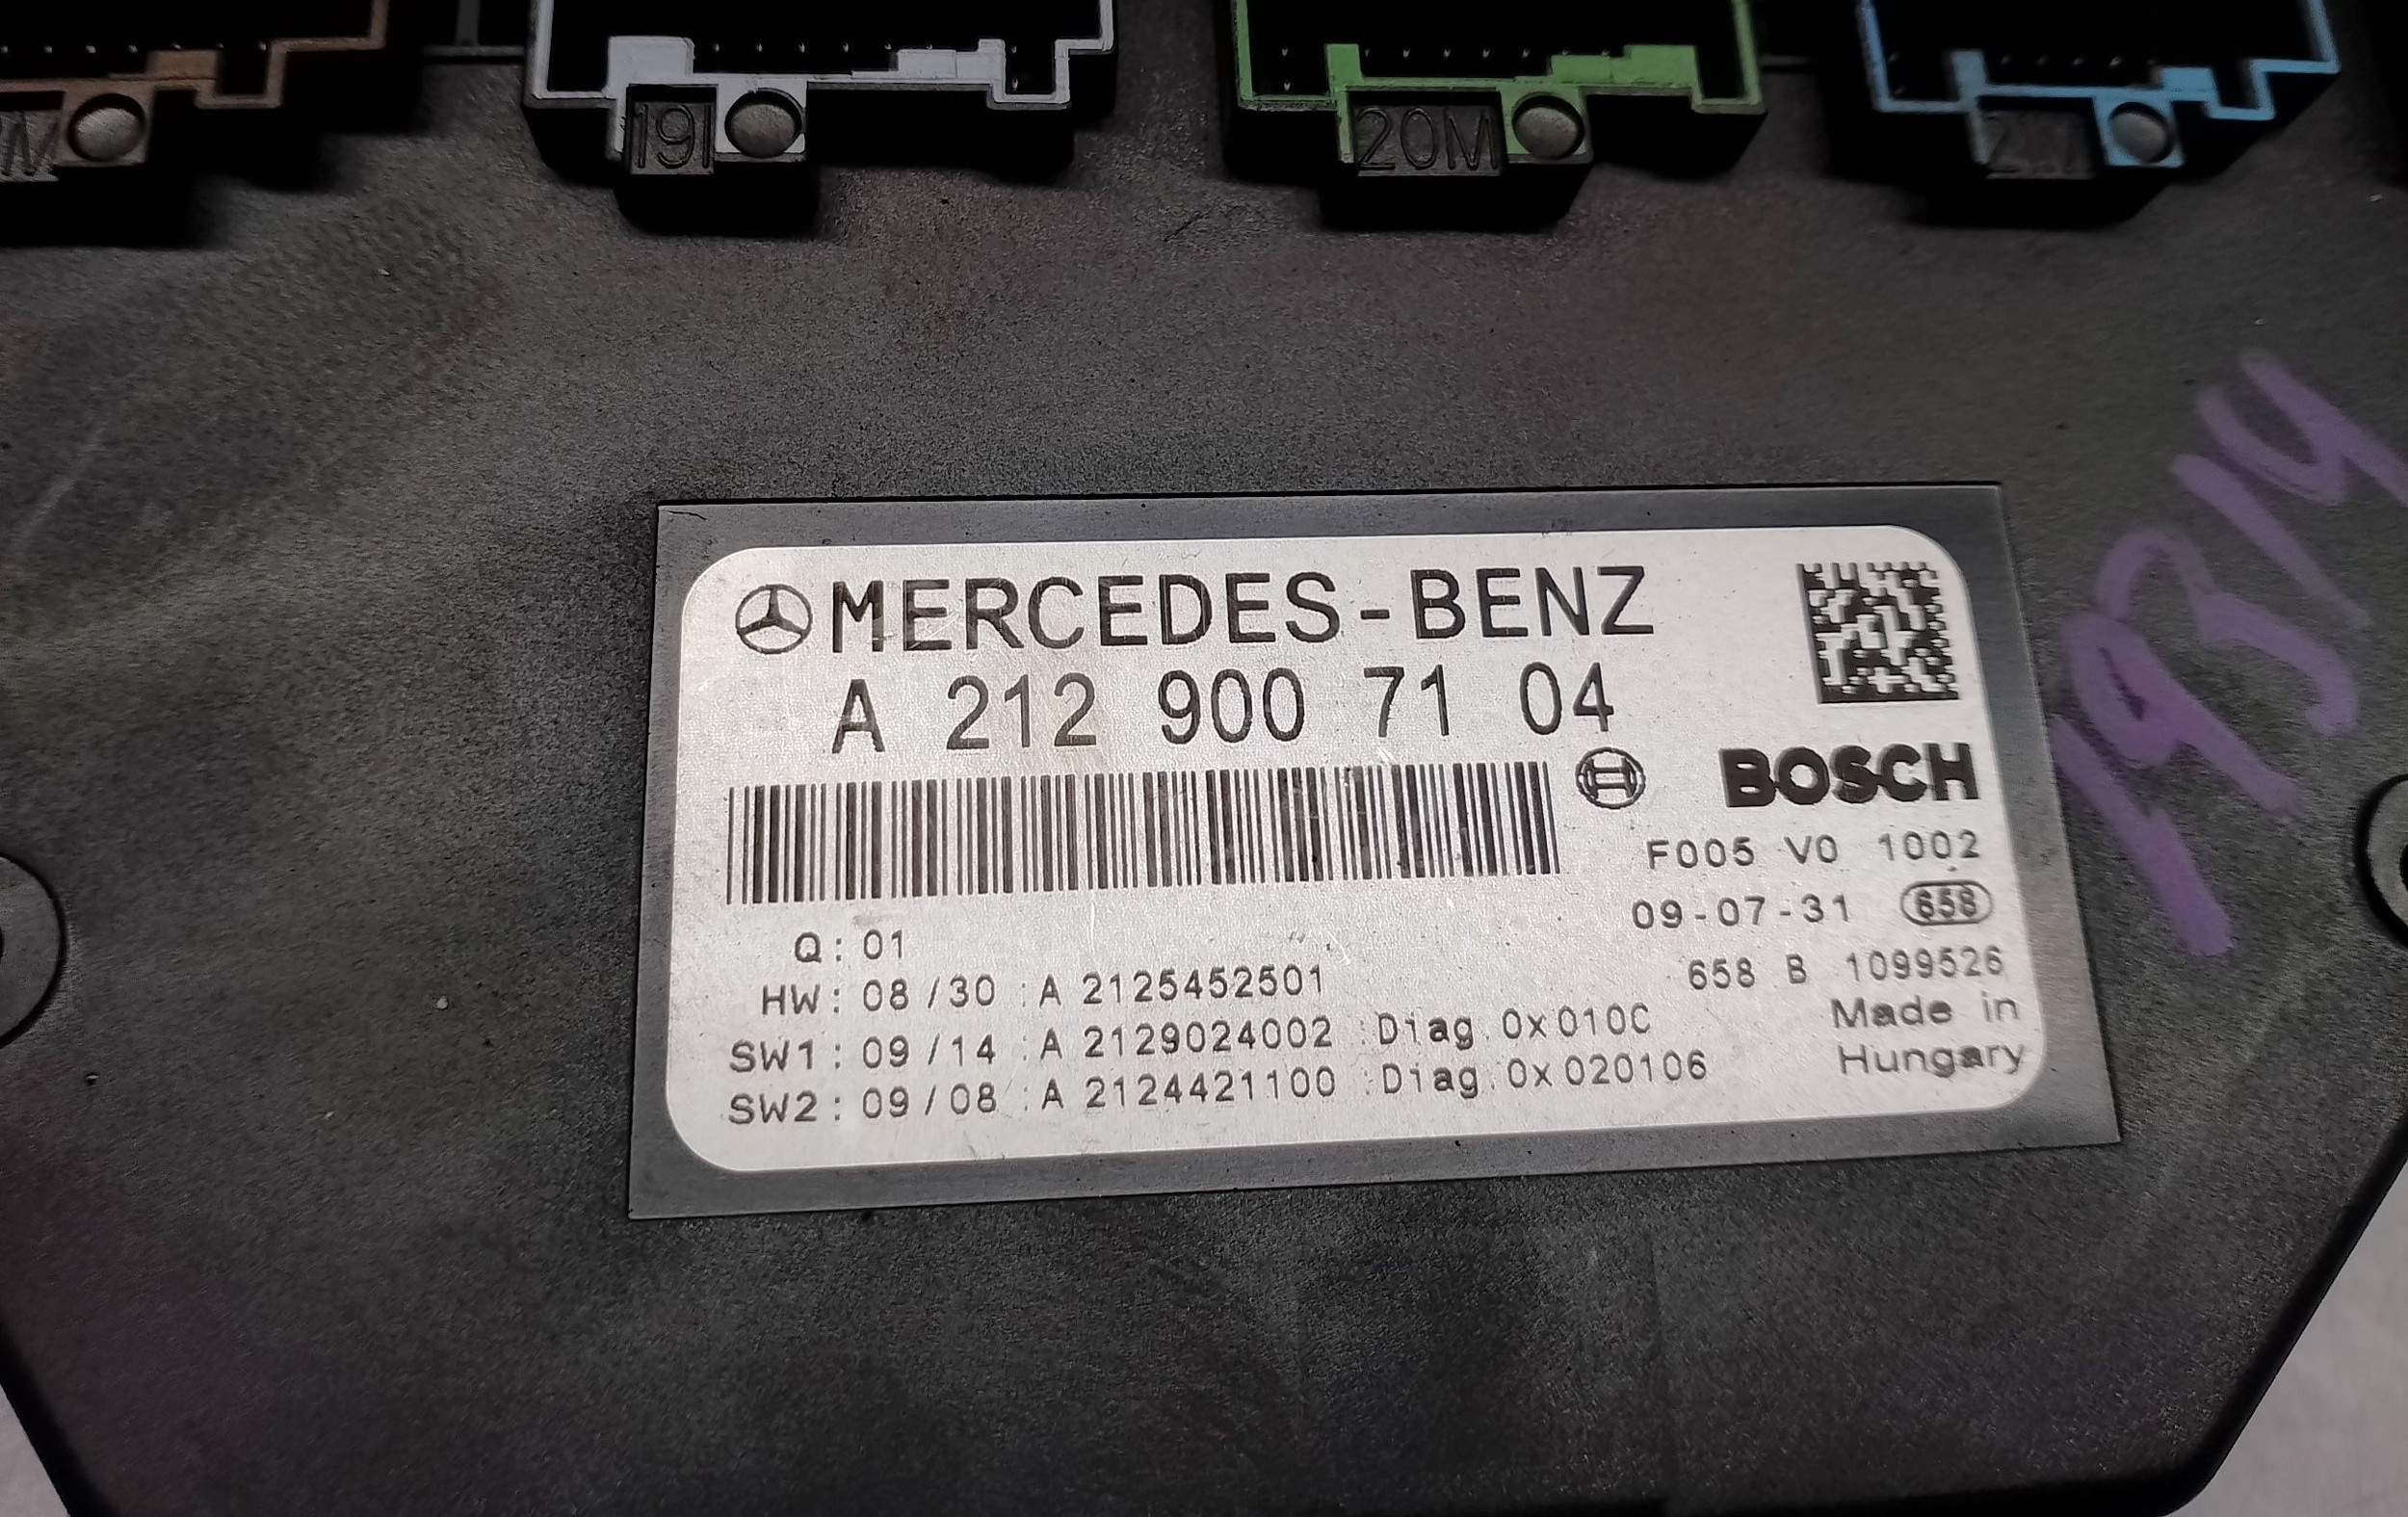 19I
20M
MERCEDES-BENZ
A 212 900 71 04
BOSCH
F005 V0 1002
09-07-31 658
Q: 01
658 B 1099526
HW: 08/30 :A 2125452501
Made in
SW1: 09/14 :A 2129024002 :Diag.0x010C
Hungary
SW2: 09/08 :A 2124421100 :Diag.0x020106